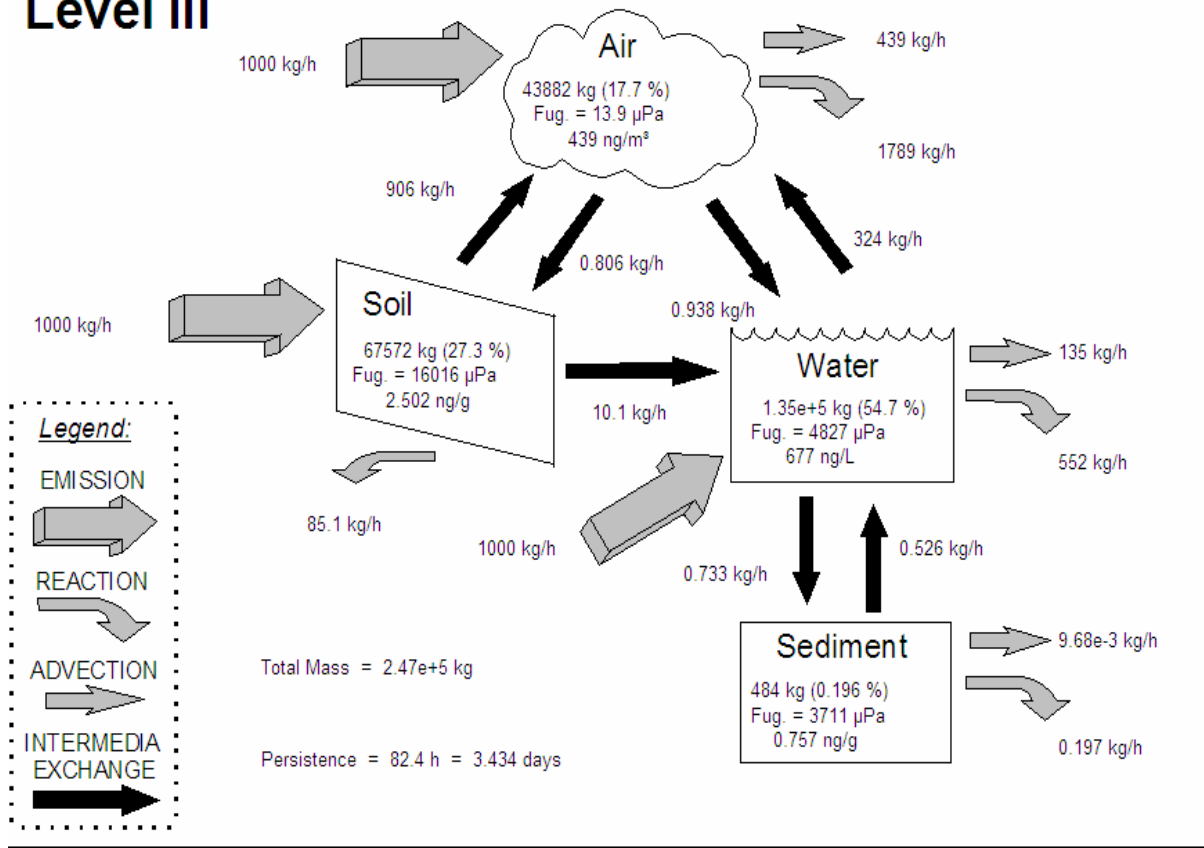 Level III
1000 kg/h
Air
43882 kg (17.7 %)
Fug. = 13.9 µPa
439 ng/m³
439 kg/h
1789 kg/h
906 kg/h
0.806 kg/h
324 kg/h
0.938 kg/h
1000 kg/h
Soil
67572 kg (27.3 %)
Fug. = 16016 µPa
2.502 ng/g
10.1 kg/h
85.1 kg/h
Water
1.35e+5 kg (54.7 %)
Fug. = 4827 µPa
677 ng/L
135 kg/h
552 kg/h
1000 kg/h
0.733 kg/h
0.526 kg/h
Sediment
484 kg (0.196 %)
Fug. = 3711 µPa
0.757 ng/g
9.68e-3 kg/h
0.197 kg/h
Legend:
EMISSION
REACTION
ADVECTION
INTERMEDIA
EXCHANGE
Total Mass = 2.47e+5 kg
Persistence = 82.4 h = 3.434 days